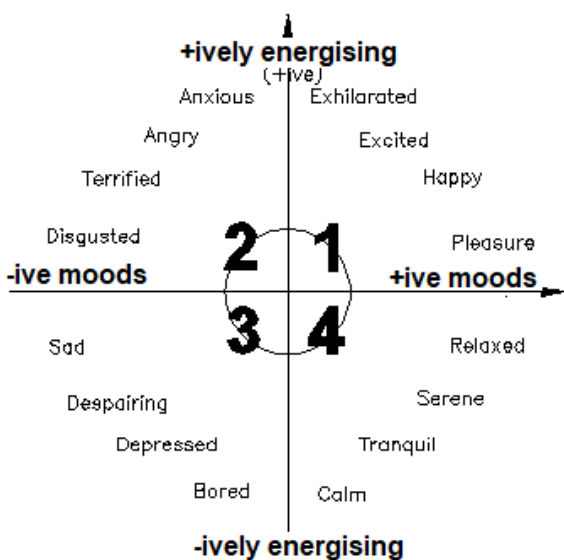 +ively energising
(+ive)
Anxious Exhilarated
Angry Excited
Terrified Happy
Disgusted 2 1 Pleasure
-ive moods +ive moods
Sad 3 4 Relaxed
Despairing Serene
Depressed Tranquil
Bored Calm
-ively energising